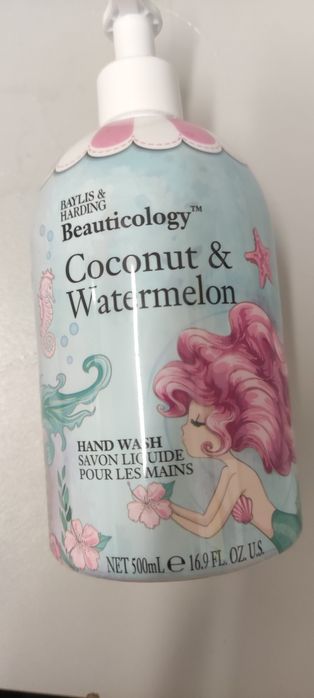 BAYLIS &
HARDING
Beauticology™
Coconut &
Watermelon
HAND WASH
SAVON LIQUIDE
POUR LES MAINS
NET 500mL ℮ 16.9 FL. OZ. U.S.